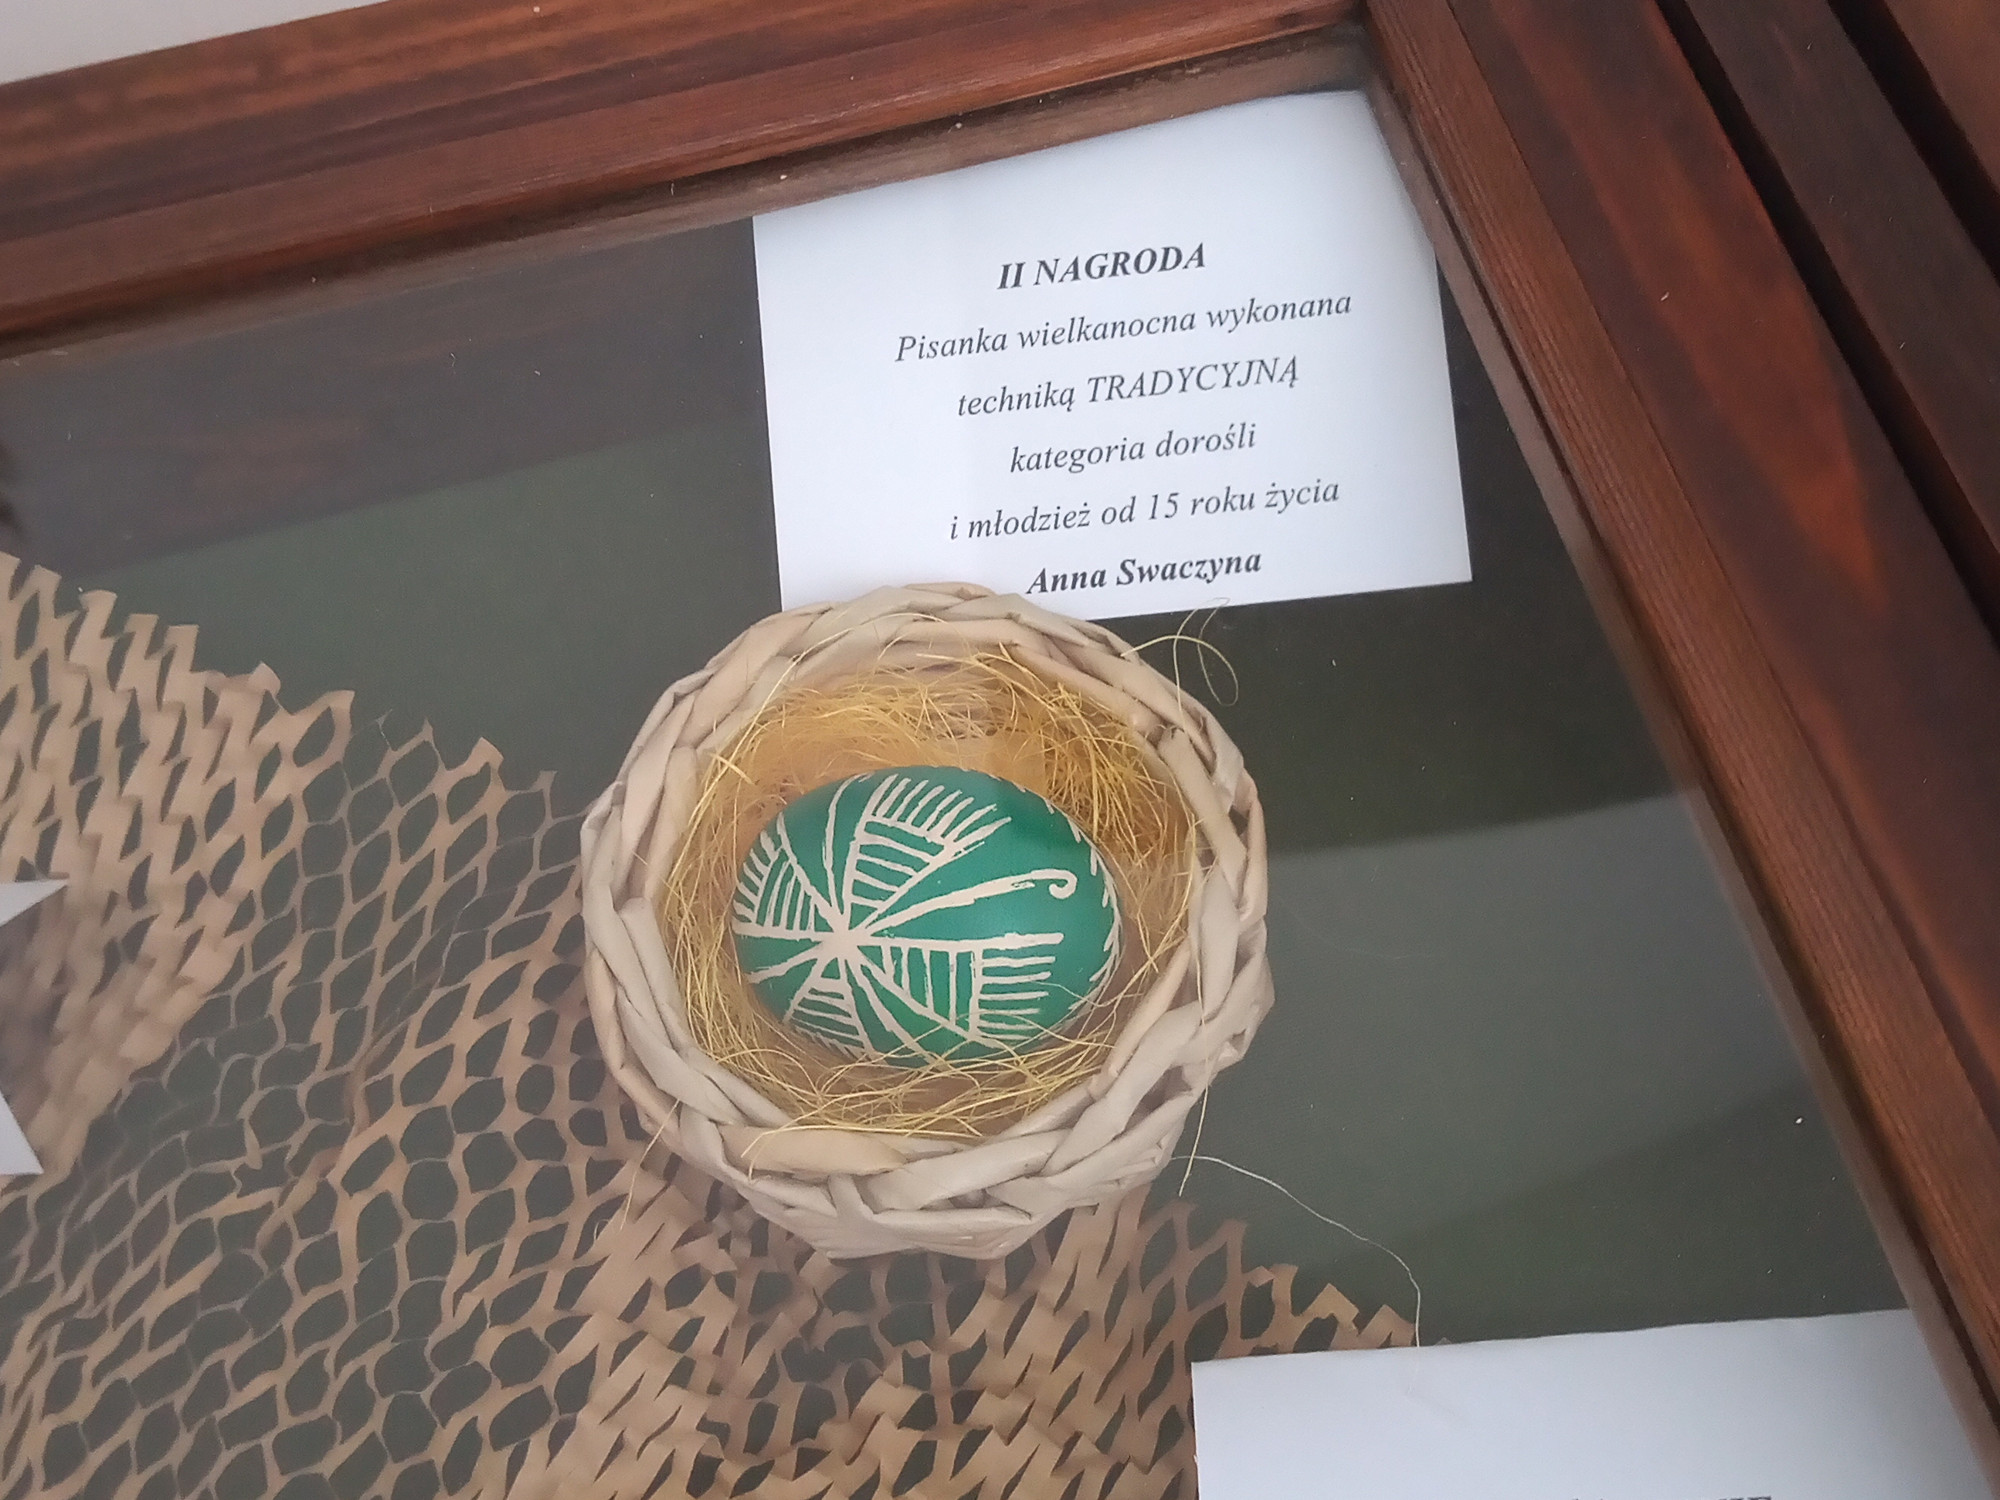 II NAGRODA
Pisanka wielkanocna wykonana
techniką TRADYCYJNĄ
kategoria dorośli
i młodzież od 15 roku życia
Anna Swaczyna